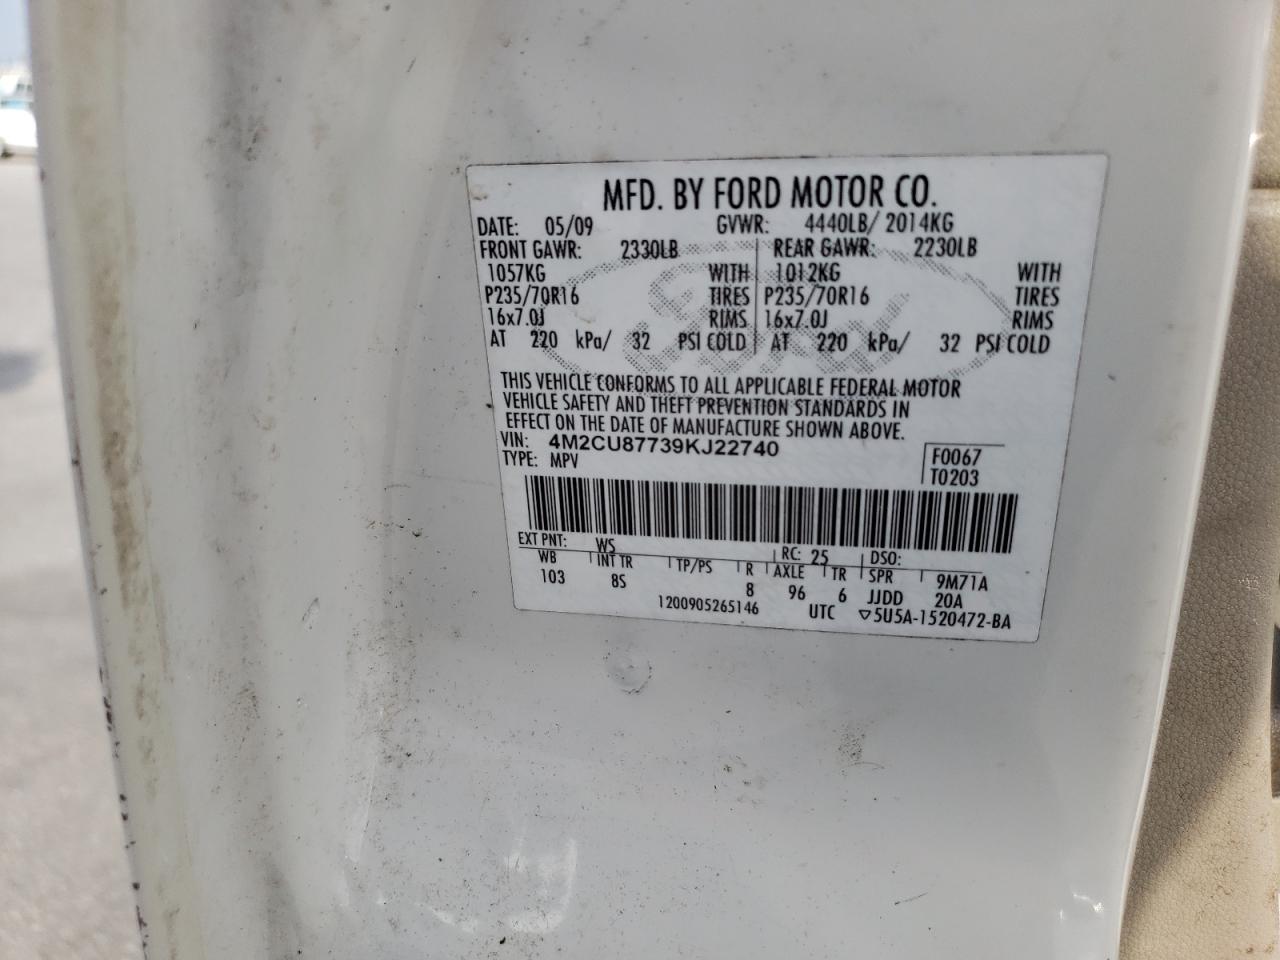 MFD. BY FORD MOTOR CO.
DATE: 05/09 GVWR: 4440LB/ 2014KG
FRONT GAWR: 2330LB REAR GAWR: 2230LB
1057KG WITH 1012KG WITH
P235/70R16 TIRES P235/70R16 TIRES
16x7.0J RIMS 16x7.0J RIMS
AT 220 kPa/ 32 PSI COLD AT 220 kPa/ 32 PSI COLD
THIS VEHICLE CONFORMS TO ALL APPLICABLE FEDERAL MOTOR
VEHICLE SAFETY AND THEFT PREVENTION STANDARDS IN
EFFECT ON THE DATE OF MANUFACTURE SHOWN ABOVE.
VIN: 4M2CU87739KJ22740
TYPE: MPV
F0067
T0203
EXT PNT: WS RC: 25 DSO:
WB INT TR TP/PS R AXLE TR SPR 9M71A
103 8S 8 96 6 JJDD 20A
1200905265146 UTC ▽5U5A-1520472-BA
Ford